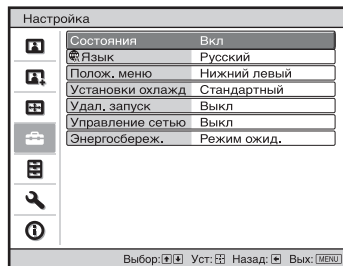 Настройка
Состояния Вкл
Язык Русский
Полож. меню Нижний левый
Установки охлажд Стандартный
Удал. запуск Выкл
Управление сетью Выкл
Энергосбереж. Режим ожид.
Выбор: Уст: Назад: Вых: MENU